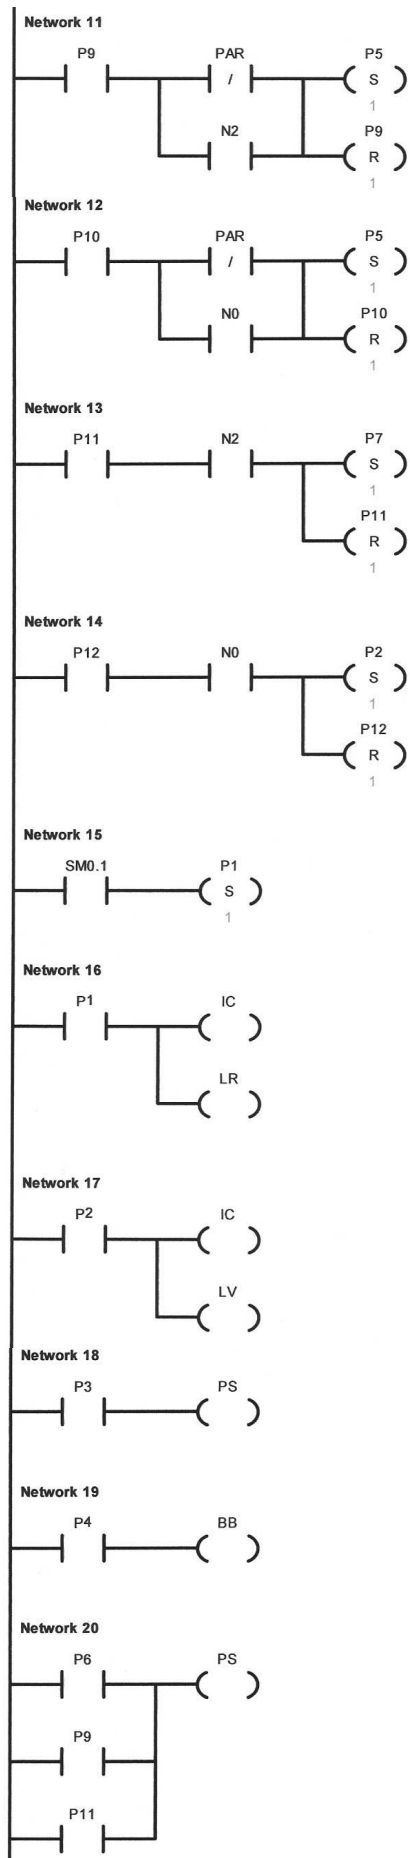 Network 11
P9 PAR P5
/ S
1
N2 P9
R
1
Network 12
P10 PAR P5
/ S
1
N0 P10
R
1
Network 13
P11 N2 P7
S
1
P11
R
1
Network 14
P12 N0 P2
S
1
P12
R
1
Network 15
SM0.1 P1
S
1
Network 16
P1 IC
LR
Network 17
P2 IC
LV
Network 18
P3 PS
Network 19
P4 BB
Network 20
P6 PS
P9
P11